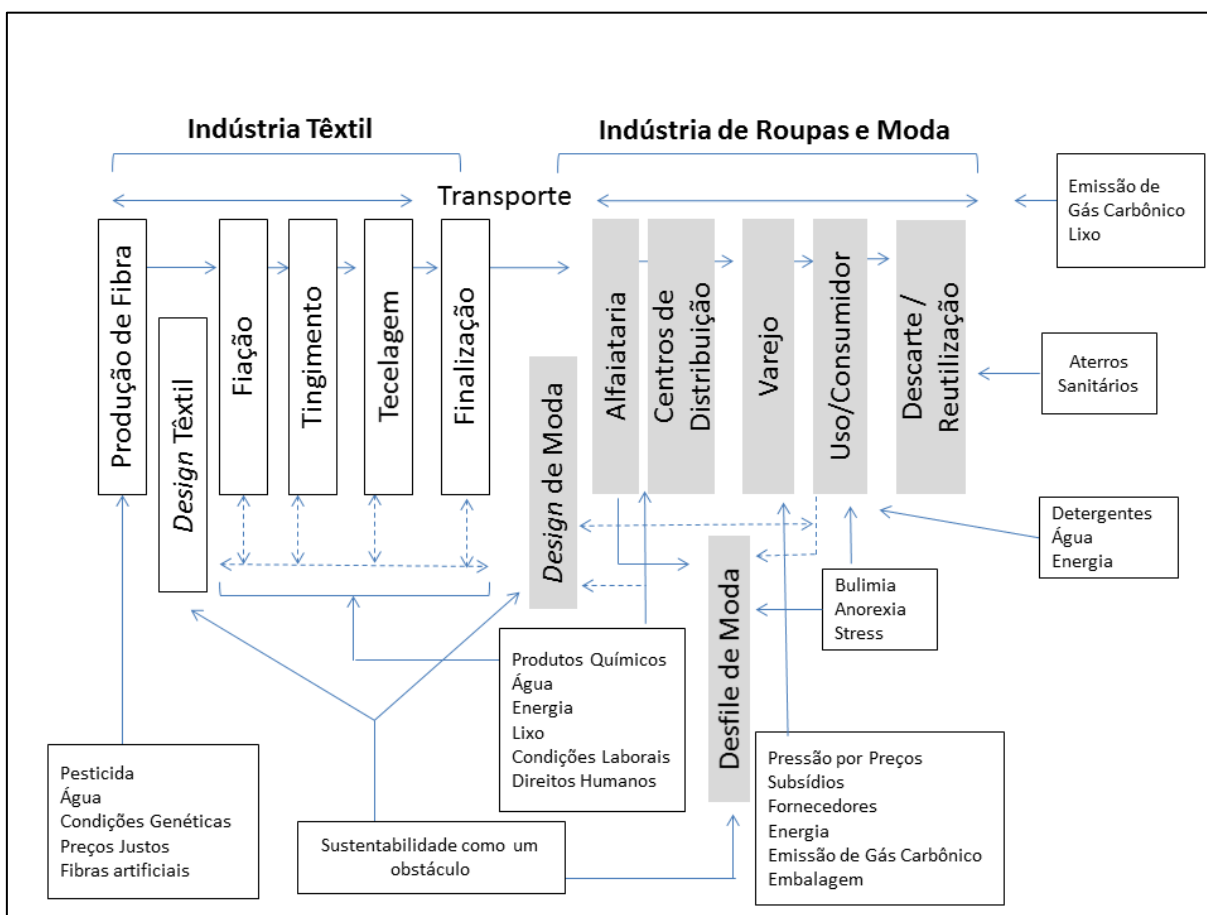 Indústria Têxtil
Indústria de Roupas e Moda
Transporte
Emissão de
Gás Carbônico
Lixo
Produção de Fibra
Design Têxtil
Fiação
Tingimento
Tecelagem
Finalização
Design de Moda
Alfaiataria
Centros de
Distribuição
Desfile de Moda
Varejo
Uso/Consumidor
Descarte /
Reutilização
Aterros
Sanitários
Detergentes
Água
Energia
Bulimia
Anorexia
Stress
Produtos Químicos
Água
Energia
Lixo
Condições Laborais
Direitos Humanos
Pressão por Preços
Subsídios
Fornecedores
Energia
Emissão de Gás Carbônico
Embalagem
Pesticida
Água
Condições Genéticas
Preços Justos
Fibras artificiais
Sustentabilidade como um
obstáculo